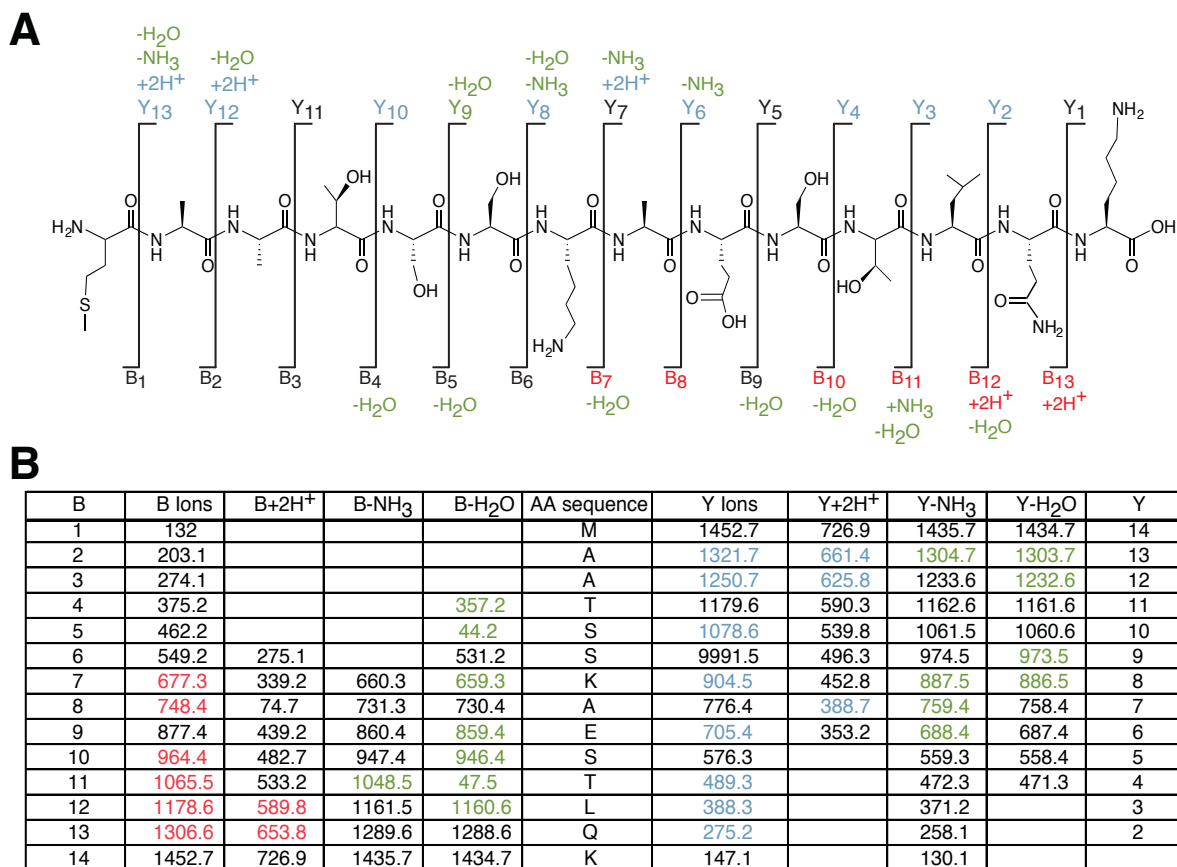 A
-H2O
-NH3 -H2O -H2O -NH3
+2H+ +2H+ -H2O -NH3 +2H+ -NH3
Y13 Y12 Y11 Y10 Y9 Y8 Y7 Y6 Y5 Y4 Y3 Y2 Y1 NH2
OH OH OH
O H O H O H O H O H O H O
H2N N N N N N N OH
N H O N H O N H O N H O N H O N H O N H O
S OH O OH HO O NH2
H2N
B1 B2 B3 B4 B5 B6 B7 B8 B9 B10 B11 B12 B13
-H2O -H2O -H2O -H2O -H2O +NH3 +2H+ +2H+
-H2O -H2O
B
B B Ions B+2H+ B-NH3 B-H2O AA sequence Y Ions Y+2H+ Y-NH3 Y-H2O Y
1 132 M 1452.7 726.9 1435.7 1434.7 14
2 203.1 A 1321.7 661.4 1304.7 1303.7 13
3 274.1 A 1250.7 625.8 1233.6 1232.6 12
4 375.2 357.2 T 1179.6 590.3 1162.6 1161.6 11
5 462.2 44.2 S 1078.6 539.8 1061.5 1060.6 10
6 549.2 275.1 531.2 S 9991.5 496.3 974.5 973.5 9
7 677.3 339.2 660.3 659.3 K 904.5 452.8 887.5 886.5 8
8 748.4 74.7 731.3 730.4 A 776.4 388.7 759.4 758.4 7
9 877.4 439.2 860.4 859.4 E 705.4 353.2 688.4 687.4 6
10 964.4 482.7 947.4 946.4 S 576.3 559.3 558.4 5
11 1065.5 533.2 1048.5 47.5 T 489.3 472.3 471.3 4
12 1178.6 589.8 1161.5 1160.6 L 388.3 371.2 3
13 1306.6 653.8 1289.6 1288.6 Q 275.2 258.1 2
14 1452.7 726.9 1435.7 1434.7 K 147.1 130.1